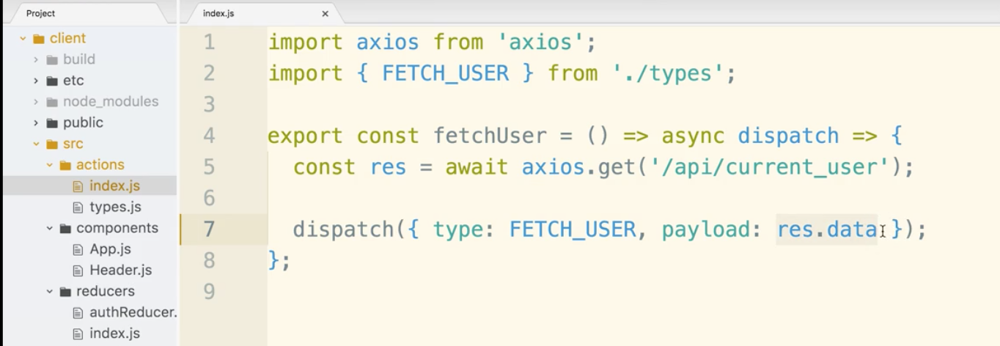 Project
index.js
client
build
etc
node_modules
public
src
actions
index.js
types.js
components
App.js
Header.js
reducers
authReducer.
index.js
1 import axios from 'axios';
2 import { FETCH_USER } from './types';
3
4 export const fetchUser = () => async dispatch => {
5   const res = await axios.get('/api/current_user');
6
7   dispatch({ type: FETCH_USER, payload: res.data });
8 };
9